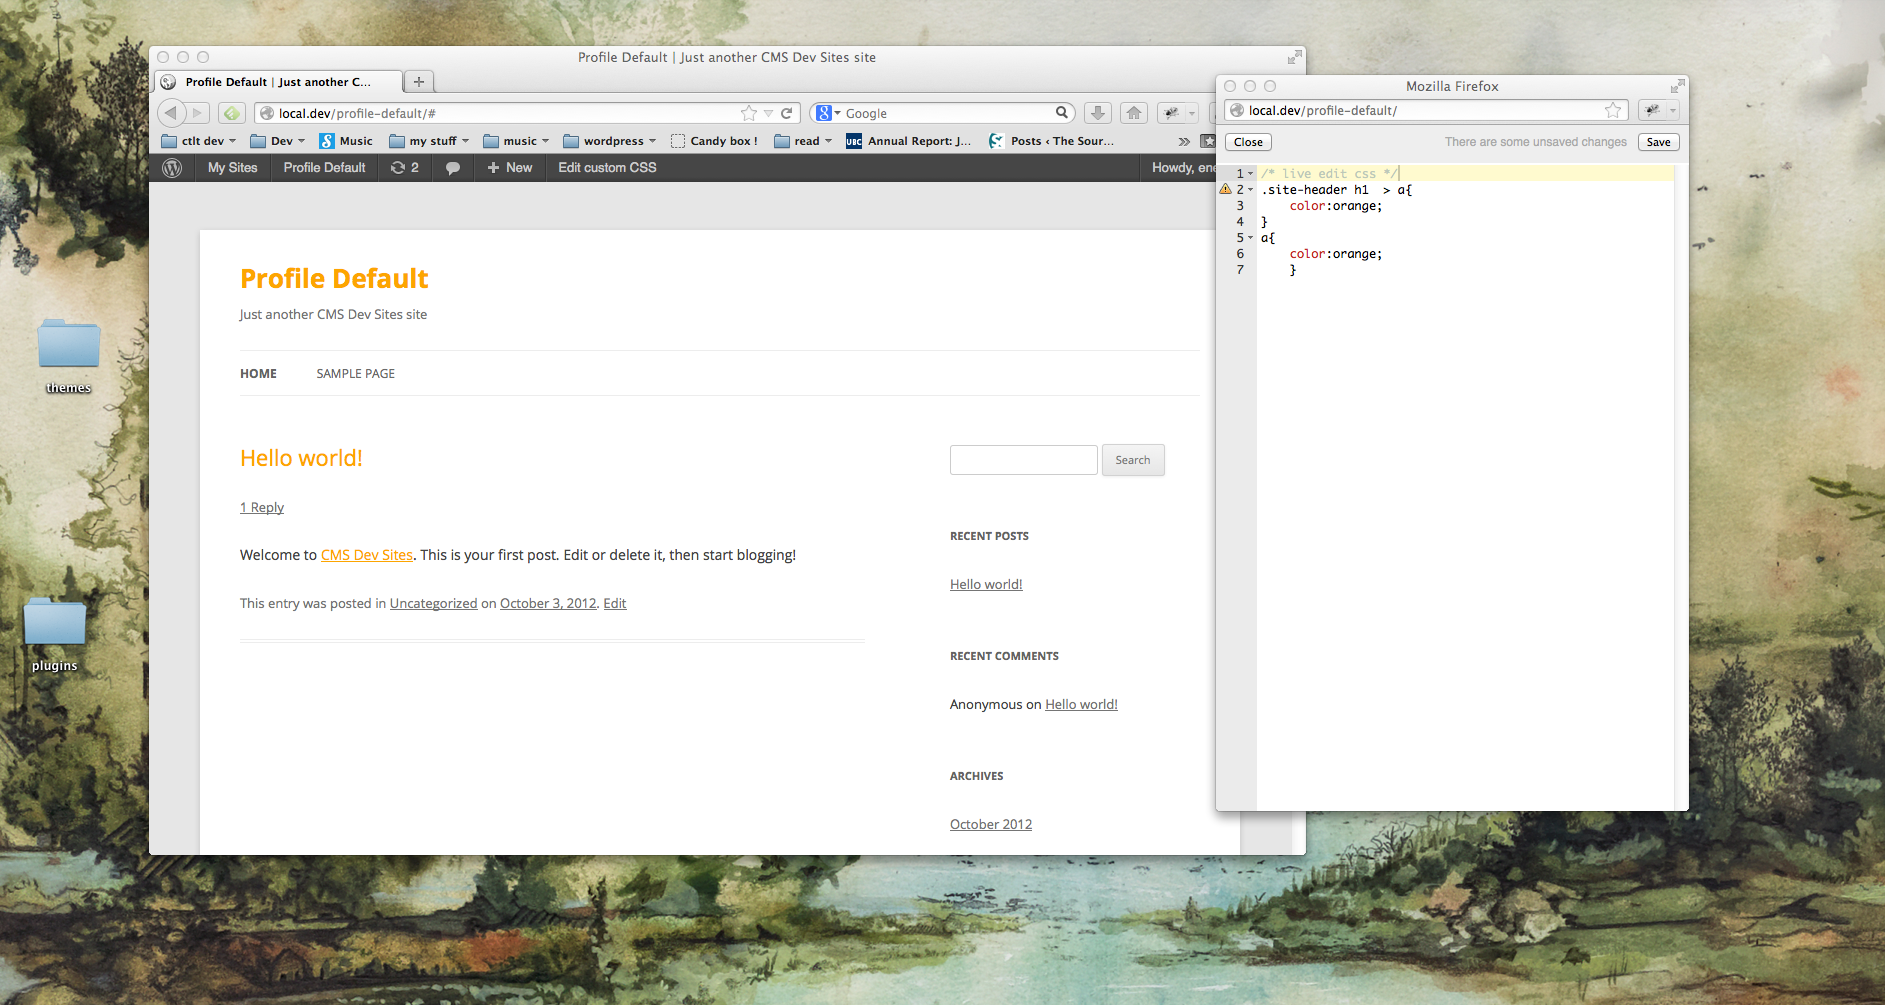 Profile Default | Just another CMS Dev Sites site
Profile Default | Just another C...
local.dev/profile-default/#
Google
ctlt dev
Dev
Music
my stuff
music
wordpress
Candy box !
read
Annual Report: J...
Posts ‹ The Sour...
My Sites
Profile Default
2
New
Edit custom CSS
Howdy, ene
Profile Default
Just another CMS Dev Sites site
HOME
SAMPLE PAGE
Hello world!
1 Reply
Welcome to CMS Dev Sites. This is your first post. Edit or delete it, then start blogging!
This entry was posted in Uncategorized on October 3, 2012. Edit
Search
RECENT POSTS
Hello world!
RECENT COMMENTS
Anonymous on Hello world!
ARCHIVES
October 2012
Mozilla Firefox
local.dev/profile-default/
Close
There are some unsaved changes
Save
1 /* live edit css */
2 .site-header h1  > a{
3     color:orange;
4 }
5 a{
6     color:orange;
7     }
themes
plugins